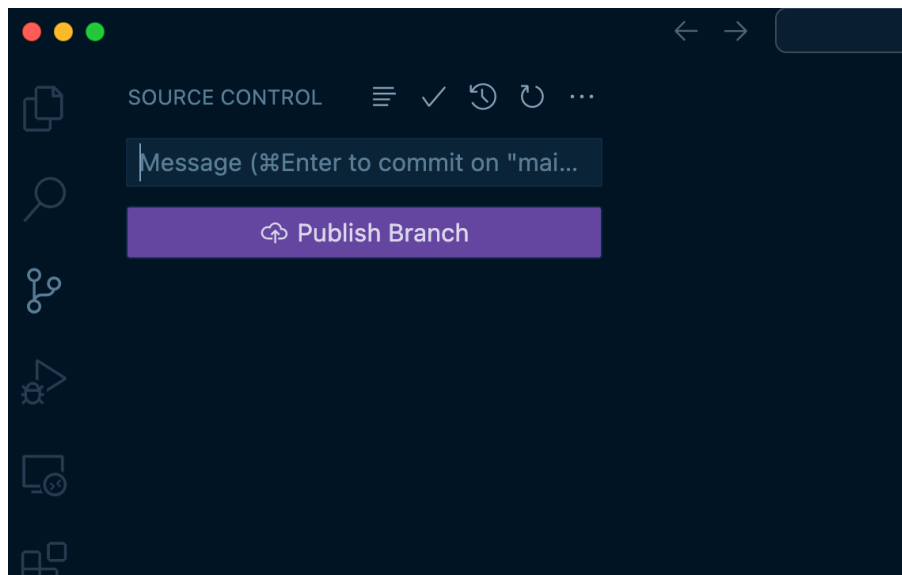 SOURCE CONTROL
Message (⌘Enter to commit on "mai...
Publish Branch